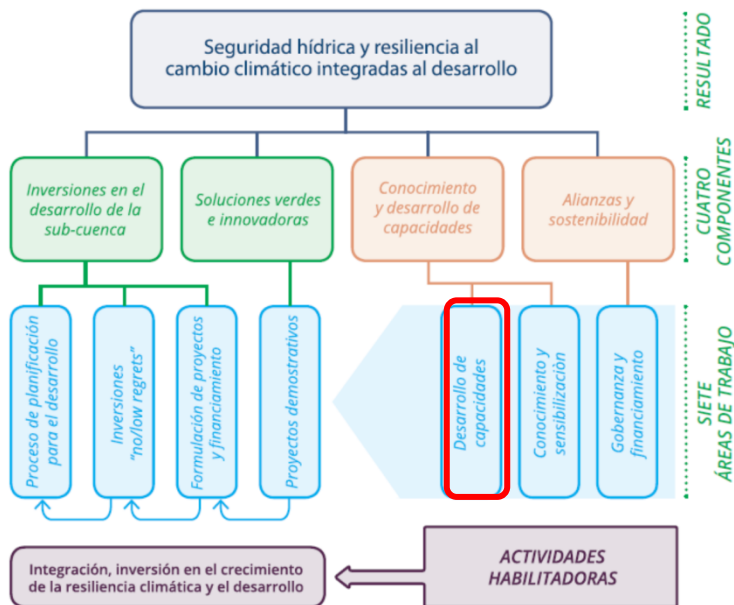 Seguridad hídrica y resiliencia al
cambio climático integradas al desarrollo
RESULTADO
Inversiones en el
desarrollo de la
sub-cuenca
Soluciones verdes
e innovadoras
Conocimiento
y desarrollo de
capacidades
Alianzas y
sostenibilidad
CUATRO
COMPONENTES
Proceso de planificación
para el desarrollo
Inversiones
"no/low regrets"
Formulación de proyectos
y financiamiento
Proyectos demostrativos
Desarrollo de
capacidades
Conocimiento y
sensibilizaciòn
Gobernanza y
financiamiento
SIETE
ÁREAS DE TRABAJO
Integración, inversión en el crecimiento
de la resiliencia climática y el desarrollo
ACTIVIDADES
HABILITADORAS